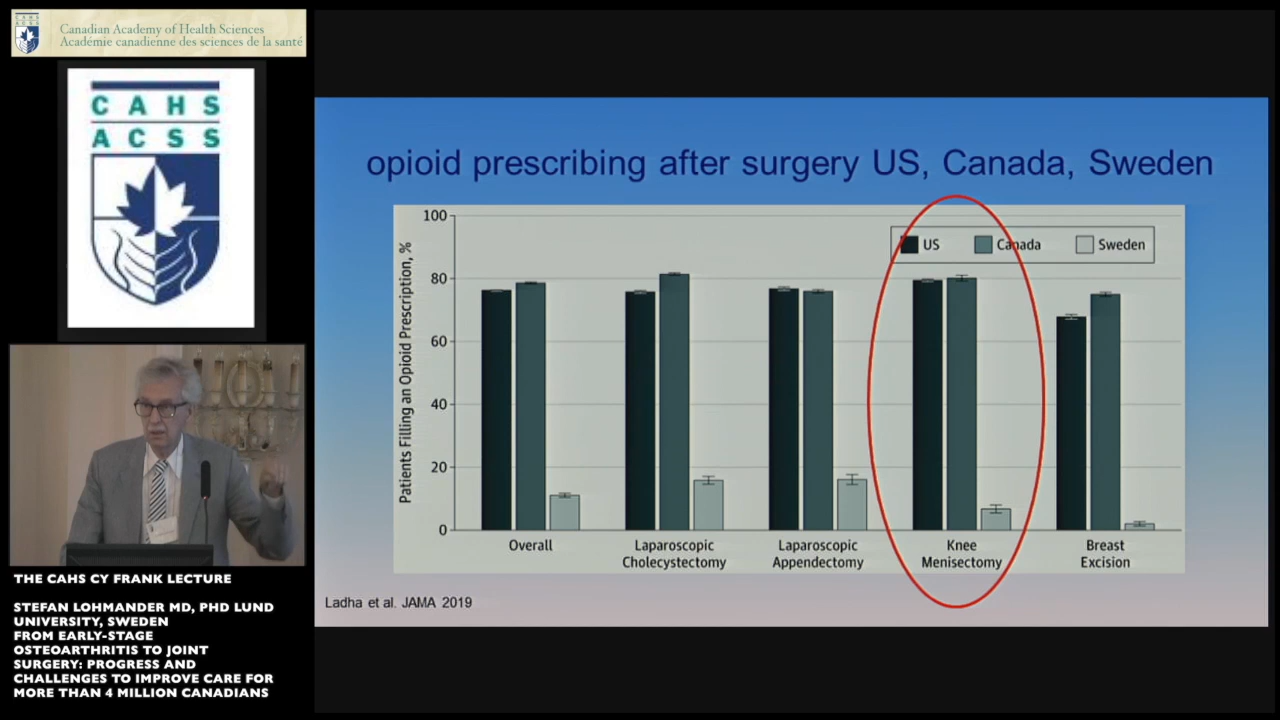 Canadian Academy of Health Sciences
Académie canadienne des sciences de la santé
CAHS
ACSS
THE CAHS CY FRANK LECTURE
STEFAN LOHMANDER MD, PHD LUND
UNIVERSITY, SWEDEN
FROM EARLY-STAGE
OSTEOARTHRITIS TO JOINT
SURGERY: PROGRESS AND
CHALLENGES TO IMPROVE CARE FOR
MORE THAN 4 MILLION CANADIANS
opioid prescribing after surgery US, Canada, Sweden
Patients Filling an Opioid Prescription, %
100
80
60
40
20
0
US
Canada
Sweden
Overall
Laparoscopic
Cholecystectomy
Laparoscopic
Appendectomy
Knee
Menisectomy
Breast
Excision
Ladha et al. JAMA 2019